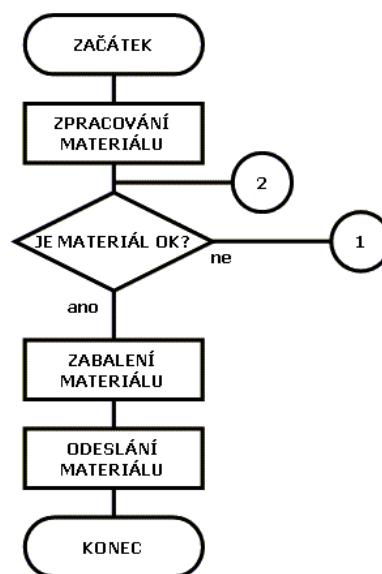 ZAČÁTEK
ZPRACOVÁNÍ
MATERIÁLU
2
JE MATERIÁL OK?
1
ne
ano
ZABALENÍ
MATERIÁLU
ODESLÁNÍ
MATERIÁLU
KONEC